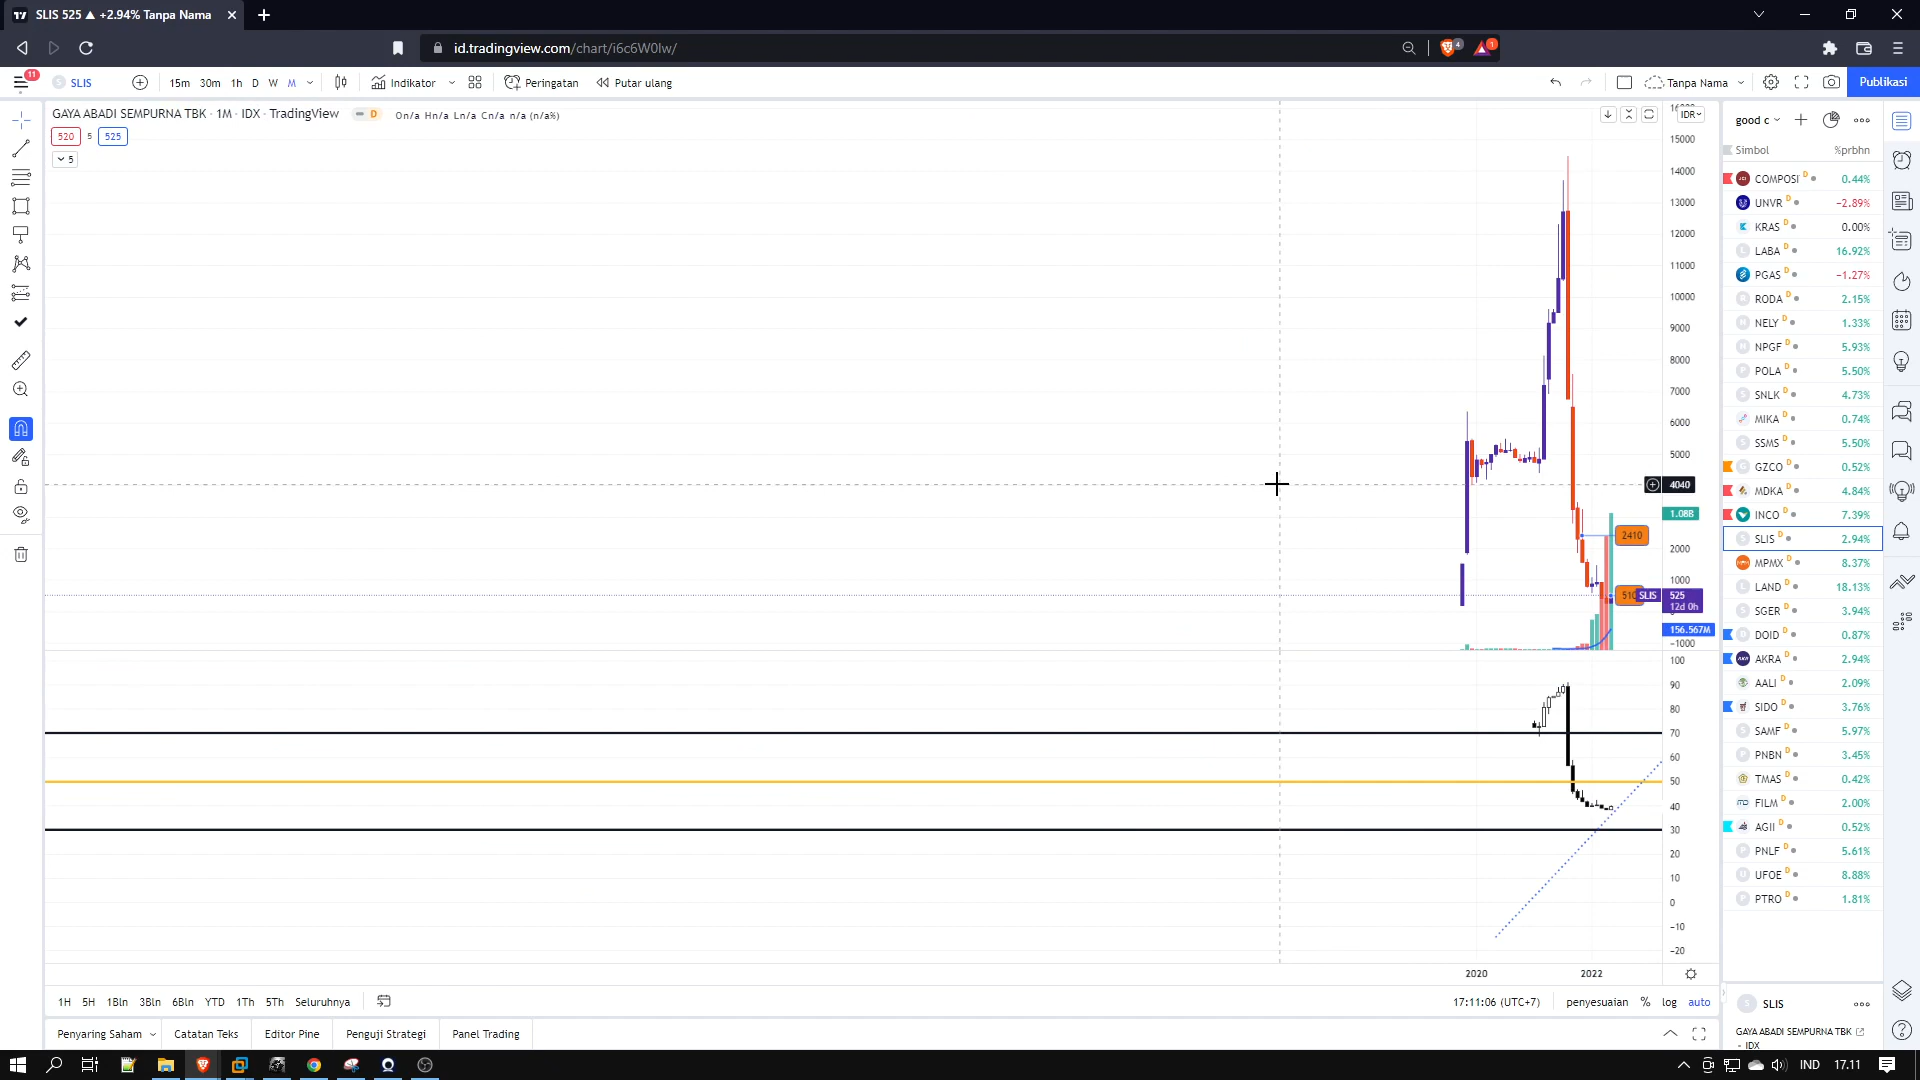 SLIS 525 ▲ +2.94% Tanpa Nama
id.tradingview.com/chart/i6c6W0lw/
4
1
11
SLIS
15m 30m 1h D W M
Indikator
Peringatan
Putar ulang
Tanpa Nama
Publikasi
GAYA ABADI SEMPURNA TBK · 1M · IDX · TradingView
D
On/a Hn/a Ln/a Cn/a n/a (n/a%)
520 5 525
5
IDR
15000
14000
13000
12000
11000
10000
9000
8000
7000
6000
5000
4040
1.08B
2410
2000
1000
SLIS 525
12d 0h
156.567M
−1000
100
90
80
70
60
50
40
30
20
10
0
−10
−20
2020 2022
1H 5H 1Bln 3Bln 6Bln YTD 1Th 5Th Seluruhnya
17:11:06 (UTC+7)
penyesuaian % log auto
Penyaring Saham
Catatan Teks
Editor Pine
Penguji Strategi
Panel Trading
good c
Simbol %prbhn
COMPOSI D 0.44%
UNVR D −2.89%
KRAS D 0.00%
LABA D 16.92%
PGAS D −1.27%
RODA D 2.15%
NELY D 1.33%
NPGF D 5.93%
POLA D 5.50%
SNLK D 4.73%
MIKA D 0.74%
SSMS D 5.50%
GZCO D 0.52%
MDKA D 4.84%
INCO D 7.39%
SLIS D 2.94%
MPMX D 8.37%
LAND D 18.13%
SGER D 3.94%
DOID D 0.87%
AKRA D 2.94%
AALI D 2.09%
SIDO D 3.76%
SAMF D 5.97%
PNBN D 3.45%
TMAS D 0.42%
FILM D 2.00%
AGII D 0.52%
PNLF D 5.61%
UFOE D 8.88%
PTRO D 1.81%
SLIS
GAYA ABADI SEMPURNA TBK
- IDX
IND 17.11